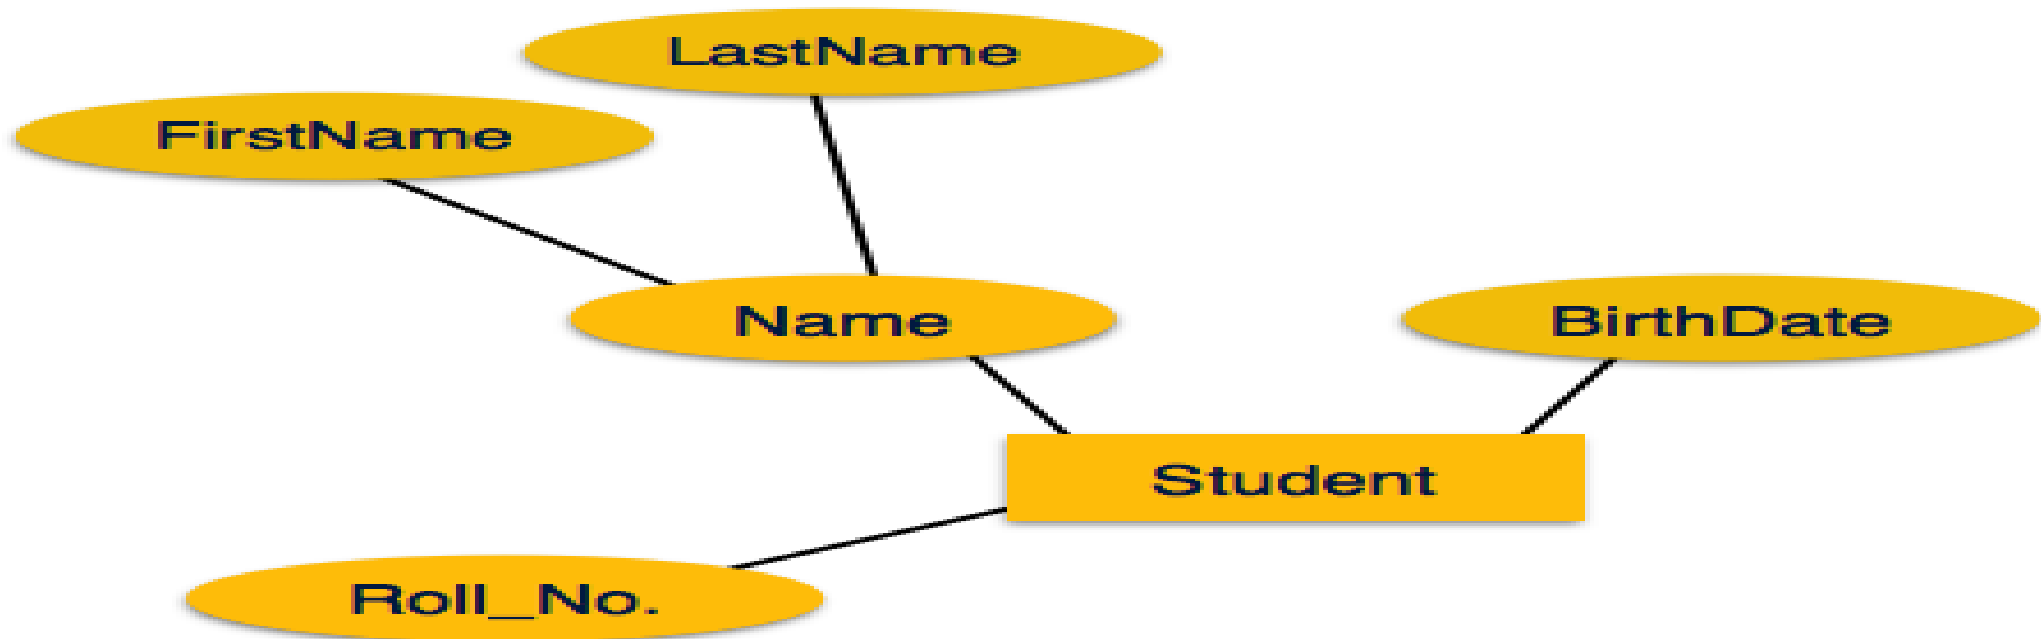 LastName
FirstName
Name
BirthDate
Student
Roll_No.